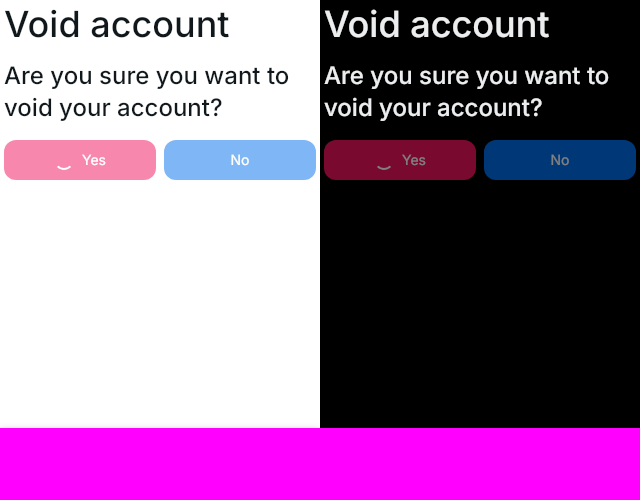 Void account
Are you sure you want to
void your account?
Yes
No
Void account
Are you sure you want to
void your account?
Yes
No